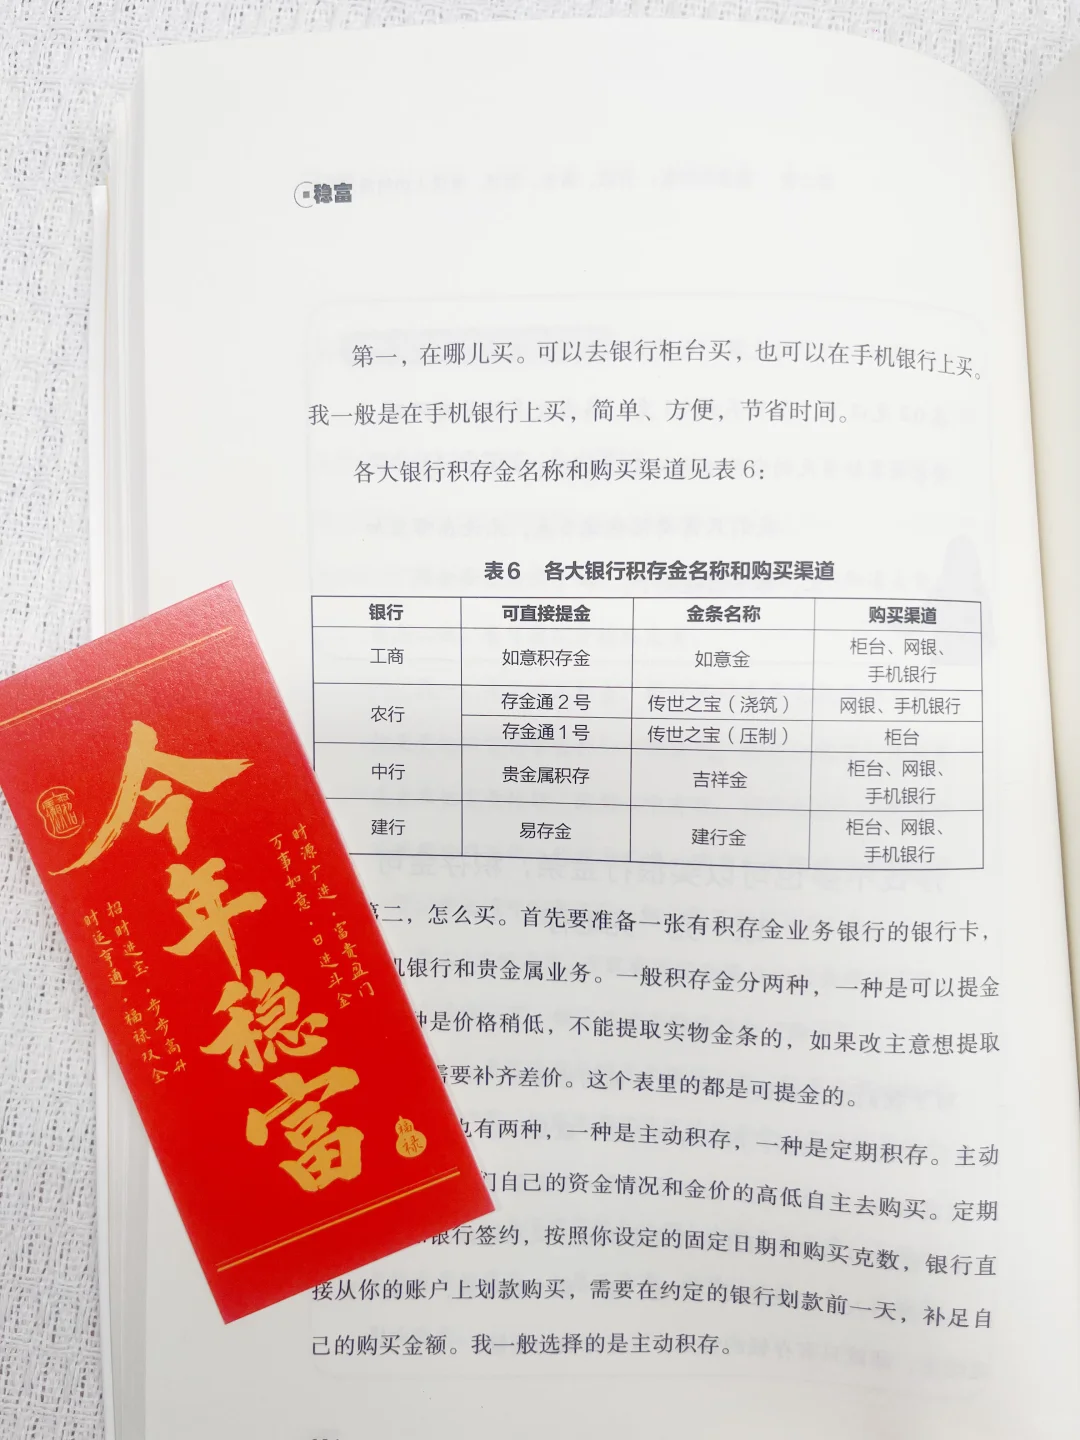 稳富
第一，在哪儿买。可以去银行柜台买，也可以在手机银行上买。
我一般是在手机银行上买，简单、方便，节省时间。
各大银行积存金名称和购买渠道见表6：
表6 各大银行积存金名称和购买渠道
银行 可直接提金 金条名称 购买渠道
工商 如意积存金 如意金 柜台、网银、
手机银行
农行 存金通2号 传世之宝（浇筑） 网银、手机银行
存金通1号 传世之宝（压制） 柜台
中行 贵金属积存 吉祥金 柜台、网银、
手机银行
建行 易存金 建行金 柜台、网银、
手机银行
第二，怎么买。首先要准备一张有积存金业务银行的银行卡，
机银行和贵金属业务。一般积存金分两种，一种是可以提金
种是价格稍低，不能提取实物金条的，如果改主意想提取
需要补齐差价。这个表里的都是可提金的。
也有两种，一种是主动积存，一种是定期积存。主动
们自己的资金情况和金价的高低自主去购买。定期
银行签约，按照你设定的固定日期和购买克数，银行直
接从你的账户上划款购买，需要在约定的银行划款前一天，补足自
己的购买金额。我一般选择的是主动积存。
今年稳富
时源广进·富贵盈门
万事如意·日进斗金
招财进宝·步步高升
时运亨通·福禄双全
福禄